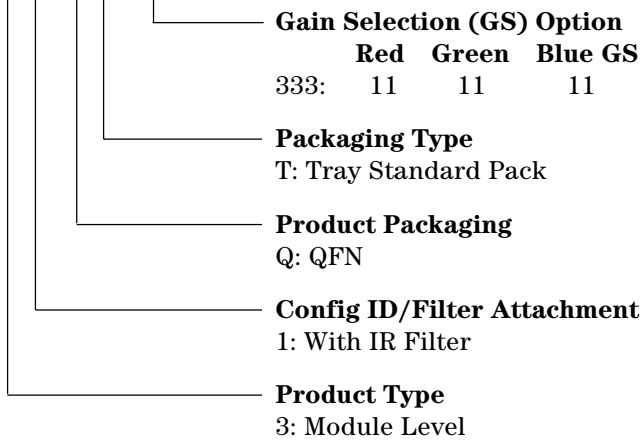 Gain Selection (GS) Option
Red Green Blue GS
333: 11 11 11
Packaging Type
T: Tray Standard Pack
Product Packaging
Q: QFN
Config ID/Filter Attachment
1: With IR Filter
Product Type
3: Module Level